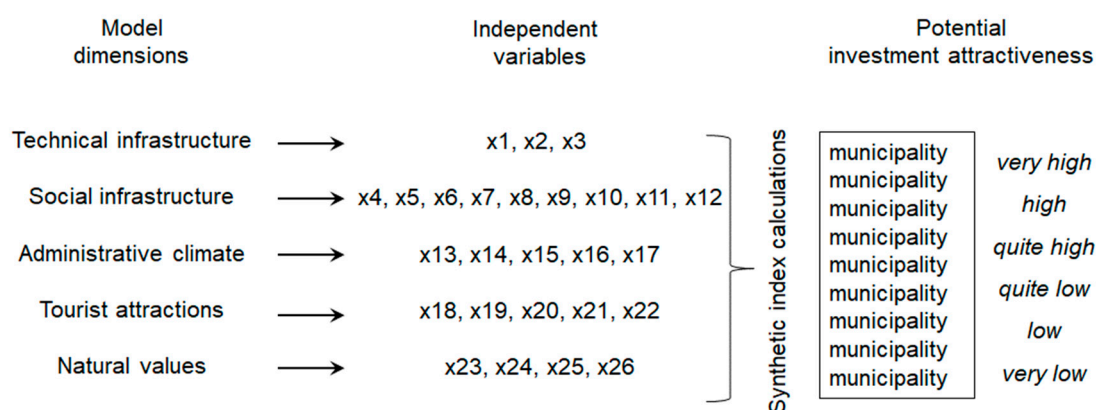 Model
dimensions
Independent
variables
Potential
investment attractiveness
Technical infrastructure
x1, x2, x3
Social infrastructure
x4, x5, x6, x7, x8, x9, x10, x11, x12
Administrative climate
x13, x14, x15, x16, x17
Tourist attractions
x18, x19, x20, x21, x22
Natural values
x23, x24, x25, x26
Synthetic index calculations
municipality
municipality
municipality
municipality
municipality
municipality
municipality
municipality
municipality
very high
high
quite high
quite low
low
very low